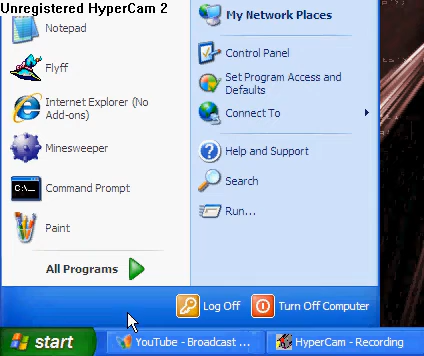 Unregistered HyperCam 2
Notepad
Flyff
Internet Explorer (No
Add-ons)
Minesweeper
C:\_
Command Prompt
Paint
All Programs
My Network Places
Control Panel
Set Program Access and
Defaults
Connect To
Help and Support
Search
Run...
Log Off
Turn Off Computer
start
YouTube - Broadcast ...
HyperCam - Recording